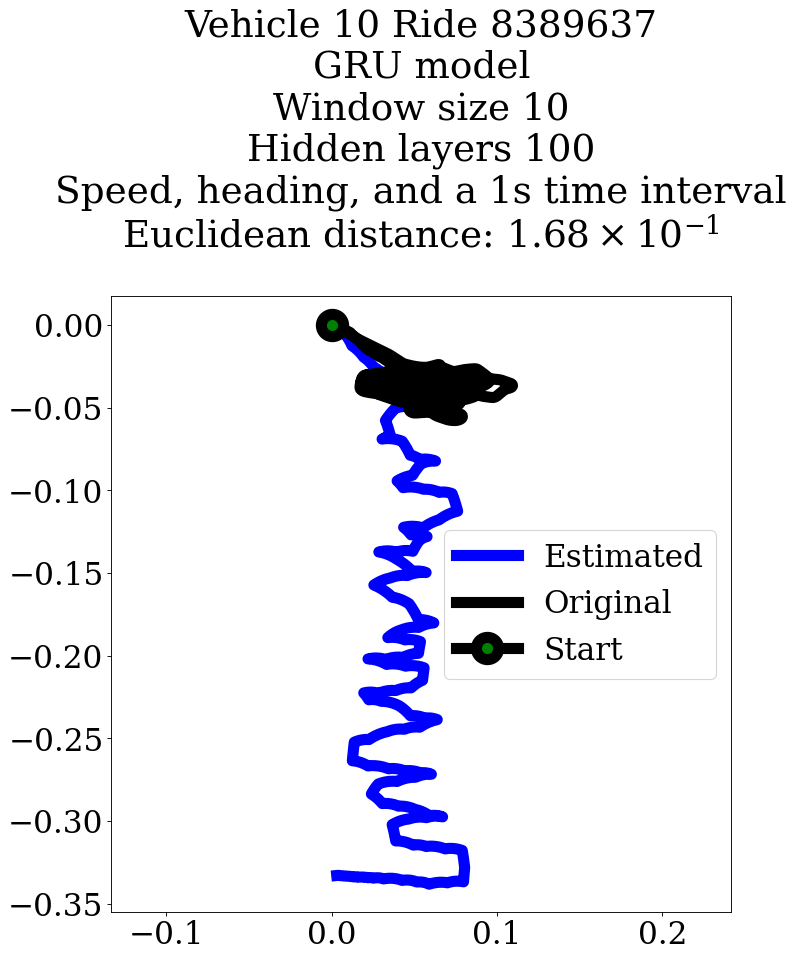 Vehicle 10 Ride 8389637
GRU model
Window size 10
Hidden layers 100
Speed, heading, and a 1s time interval
Euclidean distance: 1.68 × 10⁻¹
0.00
−0.05
−0.10
−0.15
−0.20
−0.25
−0.30
−0.35
Estimated
Original
Start
−0.1
0.0
0.1
0.2